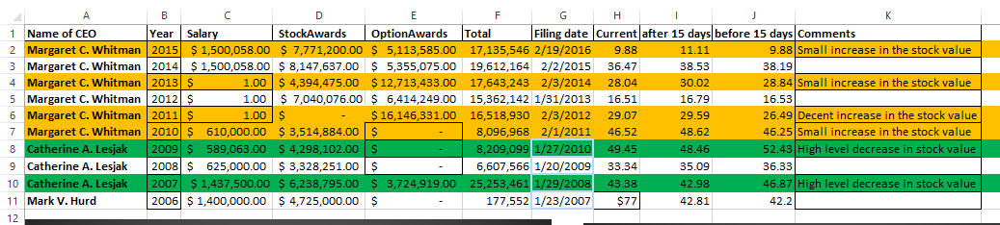 A B C D E F G H I J K
1 Name of CEO Year Salary StockAwards OptionAwards Total Filing date Current after 15 days before 15 days Comments
2 Margaret C. Whitman 2015 $ 1,500,058.00 $ 7,771,200.00 $ 5,113,585.00 17,135,546 2/19/2016 9.88 11.11 9.88 Small increase in the stock value
3 Margaret C. Whitman 2014 $ 1,500,058.00 $ 8,147,637.00 $ 5,355,075.00 19,612,164 2/2/2015 36.47 38.53 38.19
4 Margaret C. Whitman 2013 $ 1.00 $ 4,394,475.00 $ 12,713,433.00 17,643,243 2/3/2014 28.04 30.02 28.84 Small increase in the stock value
5 Margaret C. Whitman 2012 $ 1.00 $ 7,040,076.00 $ 6,414,249.00 15,362,142 1/31/2013 16.51 16.79 16.53
6 Margaret C. Whitman 2011 $ 1.00 $ - $ 16,146,331.00 16,518,930 2/3/2012 29.07 29.59 26.49 Decent increase in the stock value
7 Margaret C. Whitman 2010 $ 610,000.00 $ 3,514,884.00 $ - 8,096,968 2/1/2011 46.52 48.62 46.25 Small increase in stock value
8 Catherine A. Lesjak 2009 $ 589,063.00 $ 4,298,102.00 $ - 8,209,099 1/27/2010 49.45 48.46 52.43 High level decrease in stock value
9 Catherine A. Lesjak 2008 $ 625,000.00 $ 3,328,251.00 $ - 6,607,566 1/20/2009 33.34 35.09 36.33
10 Catherine A. Lesjak 2007 $ 1,437,500.00 $ 6,238,795.00 $ 3,724,919.00 25,253,461 1/29/2008 43.38 42.98 46.87 High level decrease in stock value
11 Mark V. Hurd 2006 $ 1,400,000.00 $ 4,725,000.00 $ - 177,552 1/23/2007 $77 42.81 42.2
12